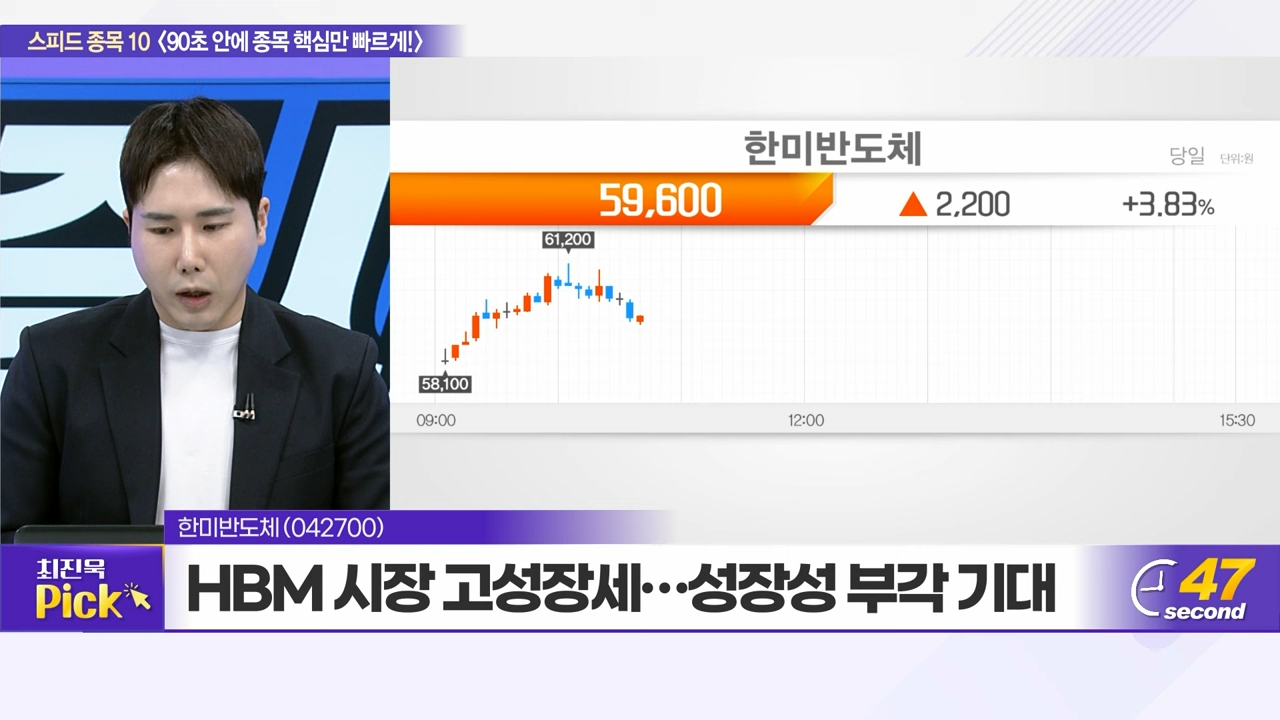 스피드 종목 10 〈90초 안에 종목 핵심만 빠르게!〉
한미반도체
당일 단위:원
59,600 ▲ 2,200 +3.83%
61,200
58,100
09:00 12:00 15:30
한미반도체(042700)
최진욱
Pick
HBM 시장 고성장세…성장성 부각 기대
47
second